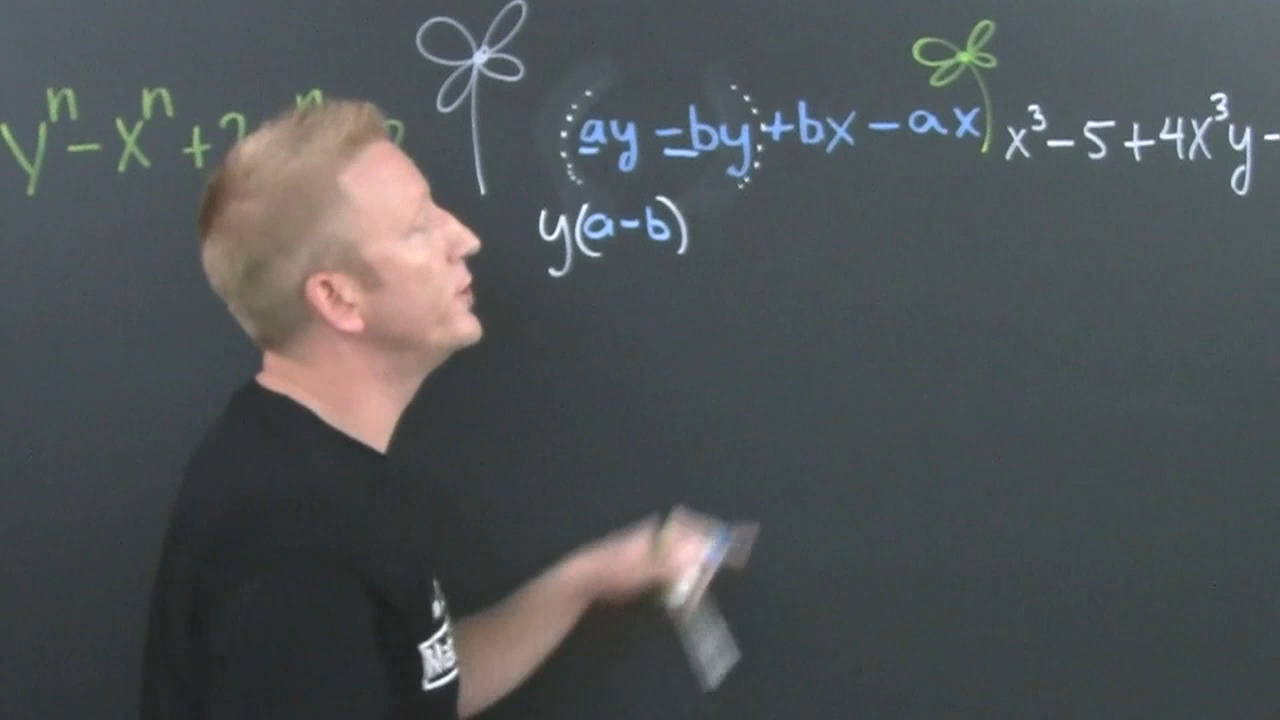 yⁿ - xⁿ + 2
ay - by + bx - ax
y(a - b)
x³ - 5 + 4x³y -